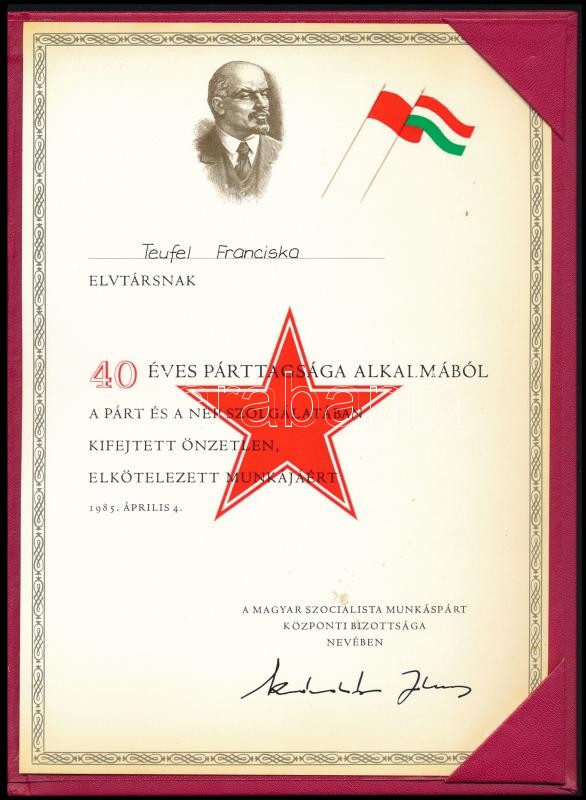 Teufel Franciska
ELVTÁRSNAK
40 ÉVES PÁRTTAGSÁGA ALKALMÁBÓL
A PÁRT ÉS A NÉP SZOLGÁLATÁBAN
KIFEJTETT ÖNZETLEN,
ELKÖTELEZETT MUNKÁJÁÉRT
1985. ÁPRILIS 4.
A MAGYAR SZOCIALISTA MUNKÁSPÁRT
KÖZPONTI BIZOTTSÁGA
NEVÉBEN